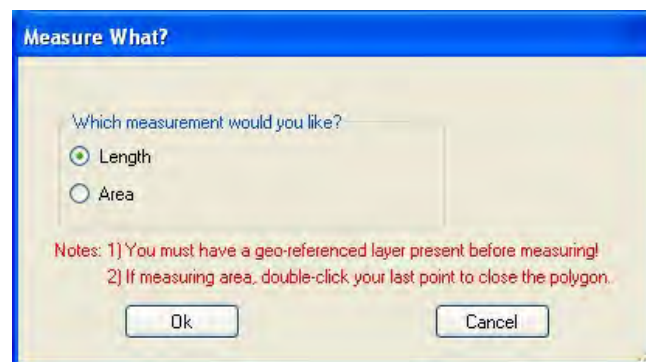 Measure What?
Which measurement would you like?
Length
Area
Notes: 1) You must have a geo-referenced layer present before measuring!
2) If measuring area, double-click your last point to close the polygon.
Ok Cancel